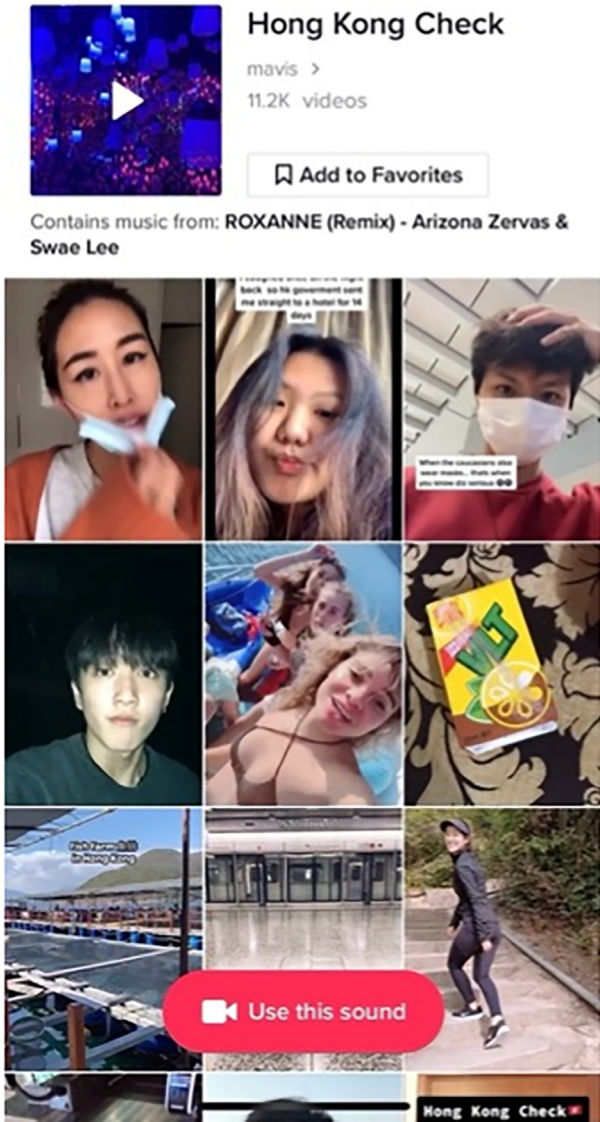 Hong Kong Check
mavis >
11.2K videos
Add to Favorites
Contains music from: ROXANNE (Remix) - Arizona Zervas &
Swae Lee
back so hk goverment sent
me straight to a hotel for 14
days
When the caucasians also
wear masks... thats when
you know diz serious
VLT
Fish Farm
in Hong Kong
Use this sound
Hong Kong Check